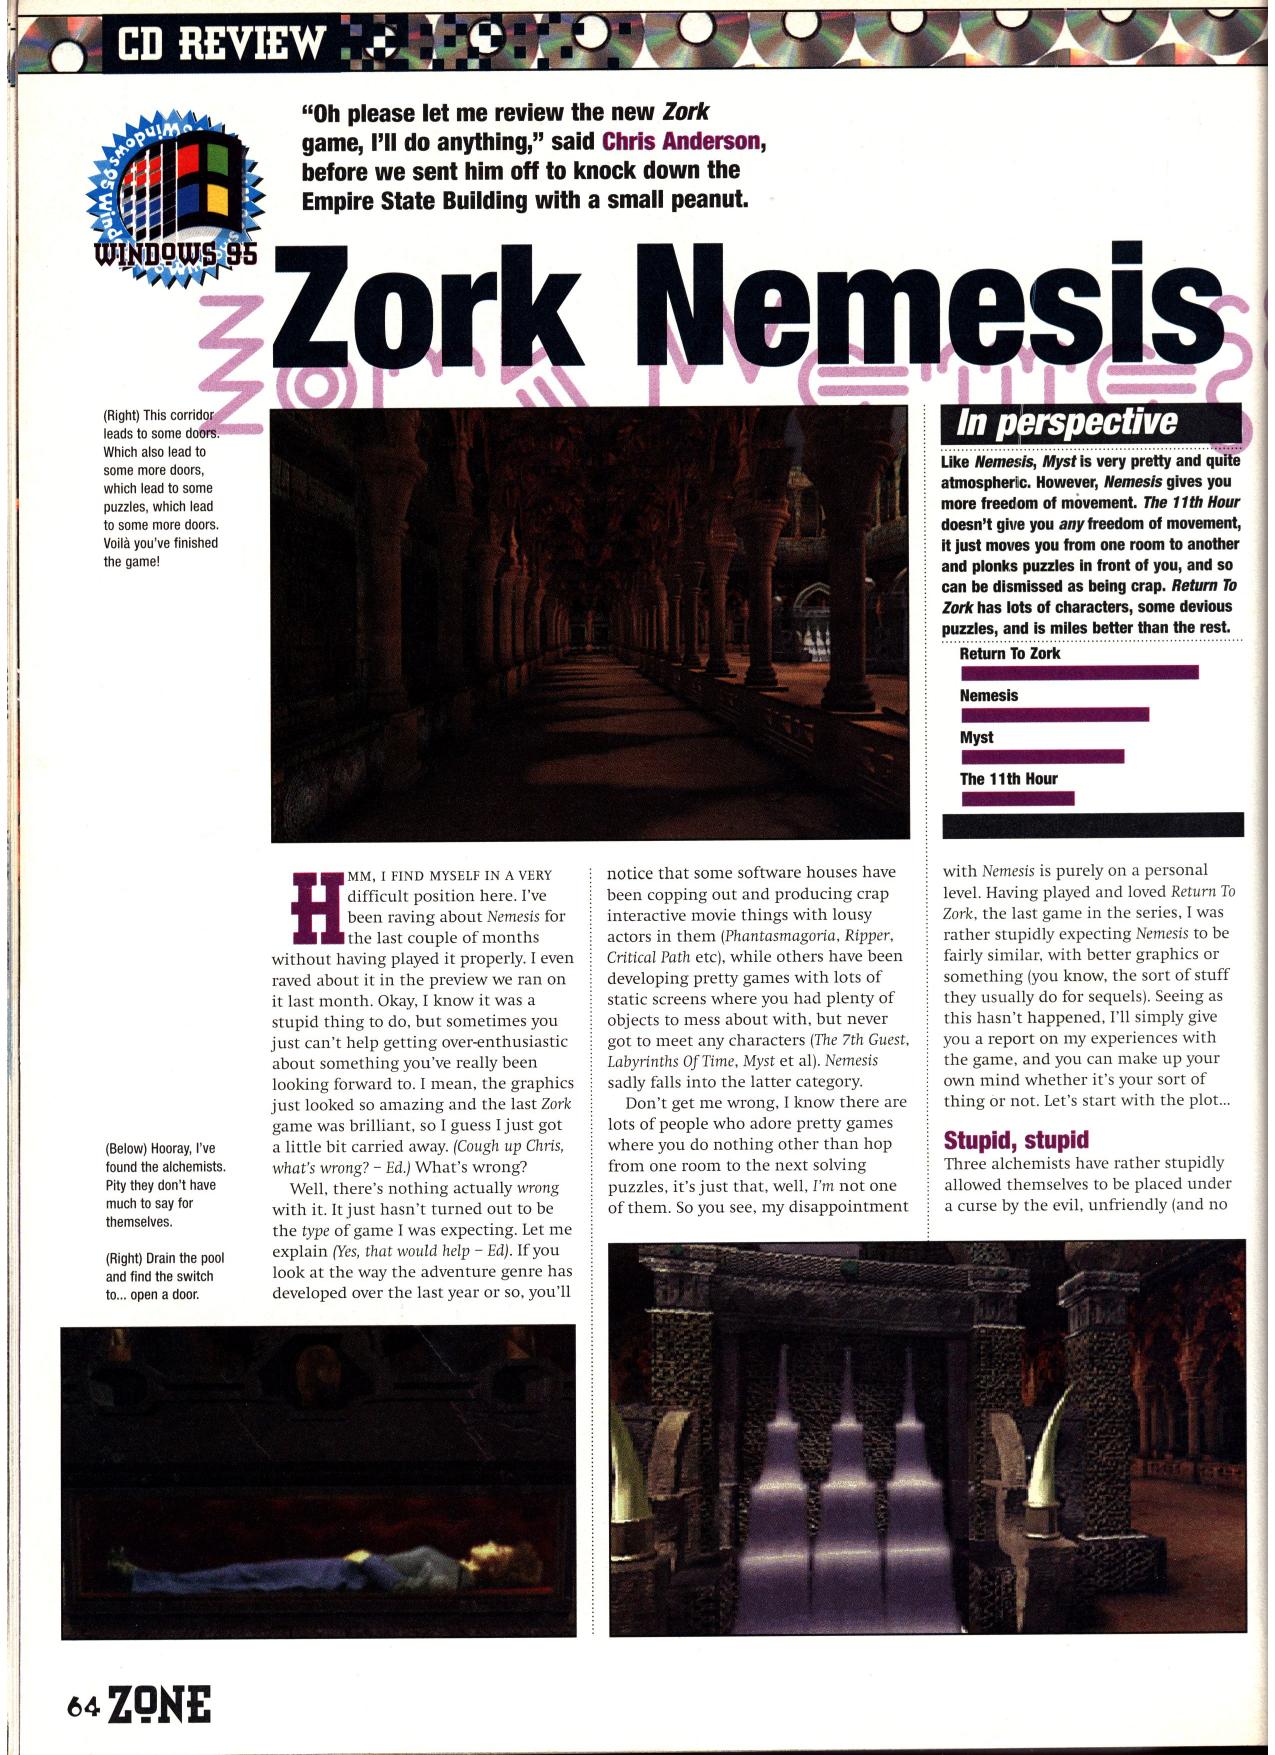 CD REVIEW
WINDOWS 95
"Oh please let me review the new Zork
game, I'll do anything," said Chris Anderson,
before we sent him off to knock down the
Empire State Building with a small peanut.
Zork Nemesis
(Right) This corridor
leads to some doors.
Which also lead to
some more doors,
which lead to some
puzzles, which lead
to some more doors.
Voilà you've finished
the game!
In perspective
Like Nemesis, Myst is very pretty and quite
atmospheric. However, Nemesis gives you
more freedom of movement. The 11th Hour
doesn't give you any freedom of movement,
it just moves you from one room to another
and plonks puzzles in front of you, and so
can be dismissed as being crap. Return To
Zork has lots of characters, some devious
puzzles, and is miles better than the rest.
Return To Zork
Nemesis
Myst
The 11th Hour
HMM, I FIND MYSELF IN A VERY
difficult position here. I've
been raving about Nemesis for
the last couple of months
without having played it properly. I even
raved about it in the preview we ran on
it last month. Okay, I know it was a
stupid thing to do, but sometimes you
just can't help getting over-enthusiastic
about something you've really been
looking forward to. I mean, the graphics
just looked so amazing and the last Zork
game was brilliant, so I guess I just got
a little bit carried away. (Cough up Chris,
what's wrong? – Ed.) What's wrong?
Well, there's nothing actually wrong
with it. It just hasn't turned out to be
the type of game I was expecting. Let me
explain (Yes, that would help – Ed). If you
look at the way the adventure genre has
developed over the last year or so, you'll
notice that some software houses have
been copping out and producing crap
interactive movie things with lousy
actors in them (Phantasmagoria, Ripper,
Critical Path etc), while others have been
developing pretty games with lots of
static screens where you had plenty of
objects to mess about with, but never
got to meet any characters (The 7th Guest,
Labyrinths Of Time, Myst et al). Nemesis
sadly falls into the latter category.
Don't get me wrong, I know there are
lots of people who adore pretty games
where you do nothing other than hop
from one room to the next solving
puzzles, it's just that, well, I'm not one
of them. So you see, my disappointment
with Nemesis is purely on a personal
level. Having played and loved Return To
Zork, the last game in the series, I was
rather stupidly expecting Nemesis to be
fairly similar, with better graphics or
something (you know, the sort of stuff
they usually do for sequels). Seeing as
this hasn't happened, I'll simply give
you a report on my experiences with
the game, and you can make up your
own mind whether it's your sort of
thing or not. Let's start with the plot...
Stupid, stupid
Three alchemists have rather stupidly
allowed themselves to be placed under
a curse by the evil, unfriendly (and no
(Below) Hooray, I've
found the alchemists.
Pity they don't have
much to say for
themselves.
(Right) Drain the pool
and find the switch
to... open a door.
64 ZONE